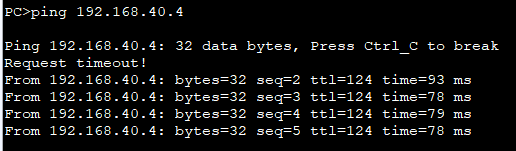 PC>ping 192.168.40.4
Ping 192.168.40.4: 32 data bytes, Press Ctrl_C to break
Request timeout!
From 192.168.40.4: bytes=32 seq=2 ttl=124 time=93 ms
From 192.168.40.4: bytes=32 seq=3 ttl=124 time=78 ms
From 192.168.40.4: bytes=32 seq=4 ttl=124 time=79 ms
From 192.168.40.4: bytes=32 seq=5 ttl=124 time=78 ms